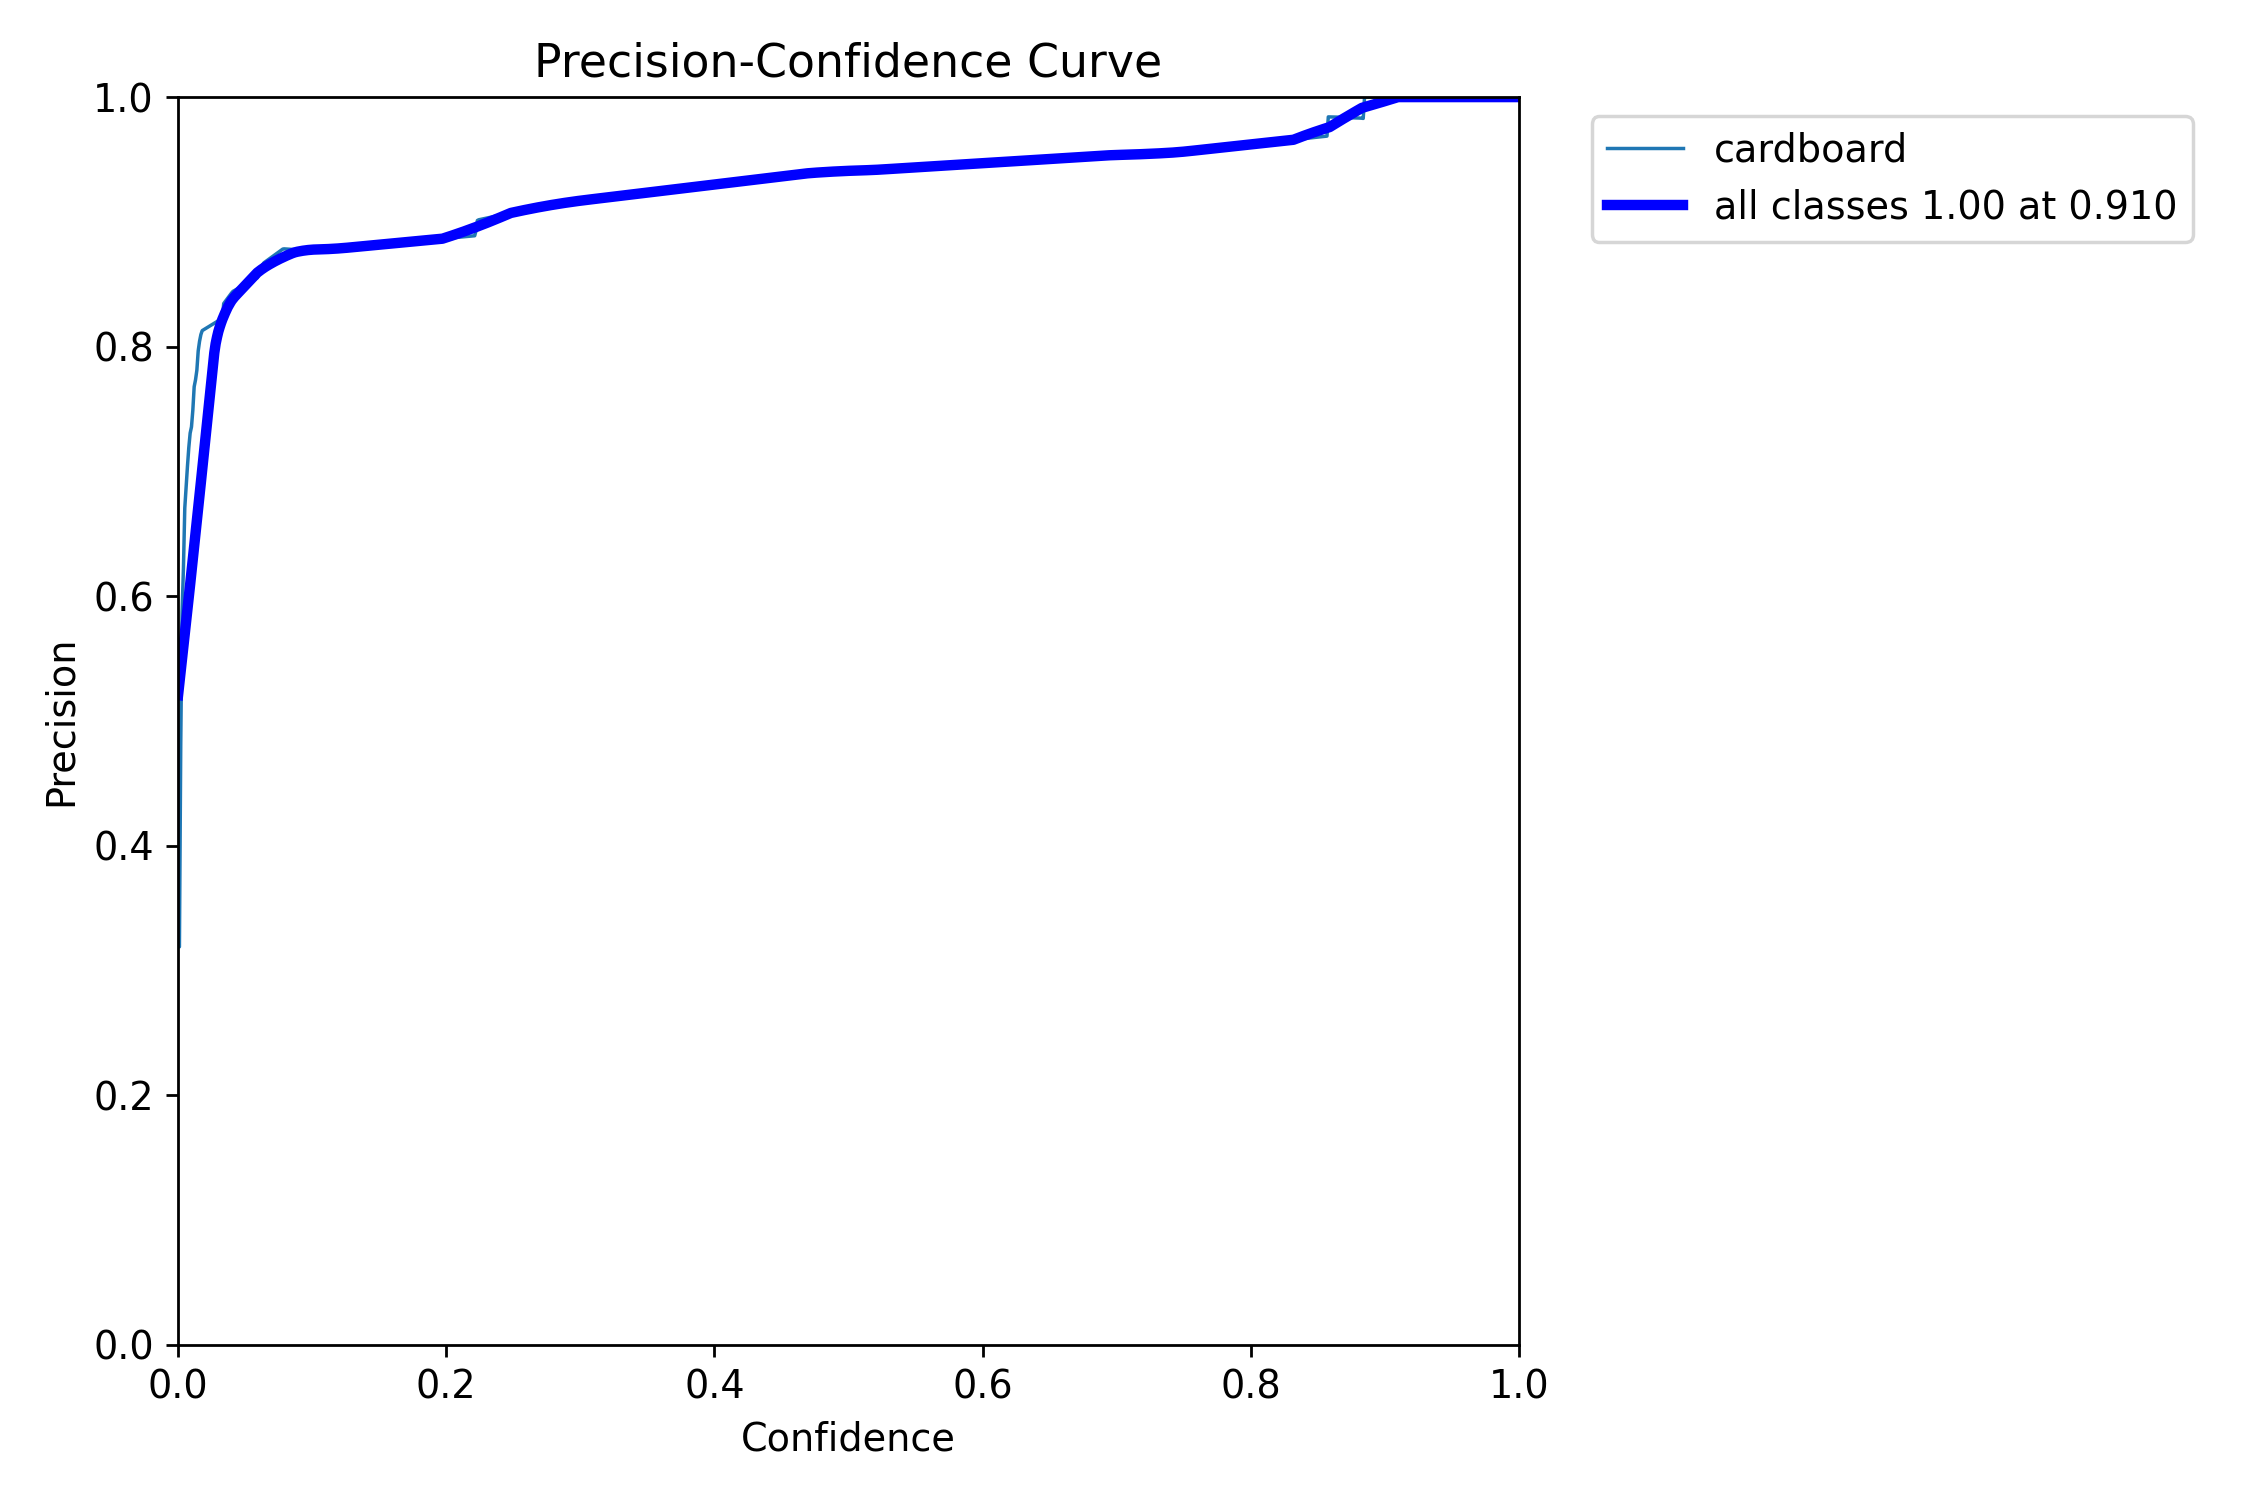 Precision-Confidence Curve
1.0
0.8
0.6
0.4
0.2
0.0
Precision
0.0 0.2 0.4 0.6 0.8 1.0
Confidence
cardboard
all classes 1.00 at 0.910